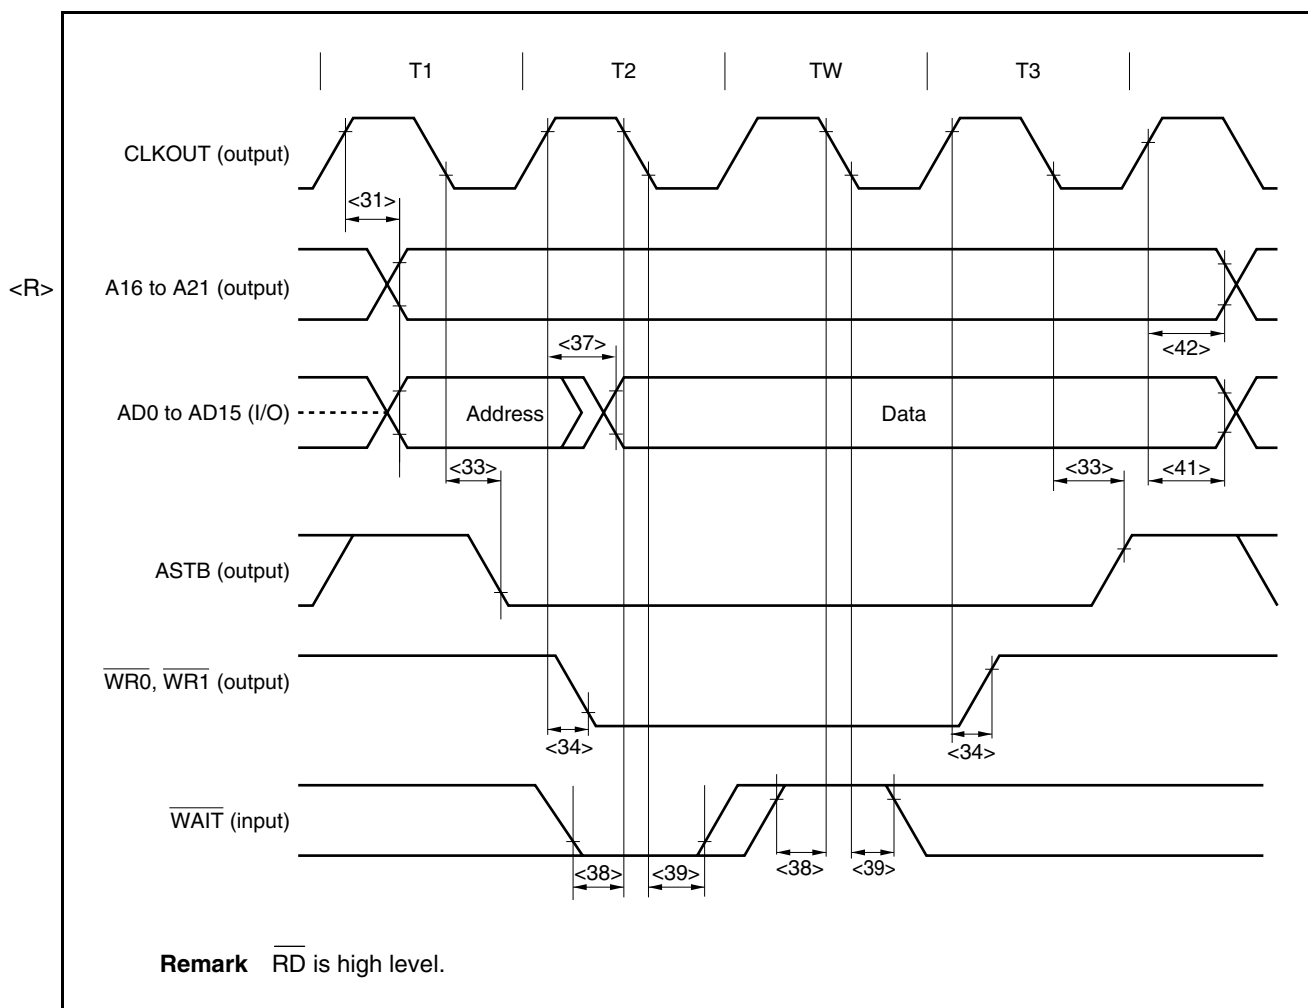 T1 T2 TW T3
CLKOUT (output)
<31>
<R>
A16 to A21 (output)
<37>
<42>
AD0 to AD15 (I/O)
Address
Data
<33>
<33>
<41>
ASTB (output)
WR0, WR1 (output)
<34>
<34>
WAIT (input)
<38>
<39>
<38>
<39>
Remark RD is high level.